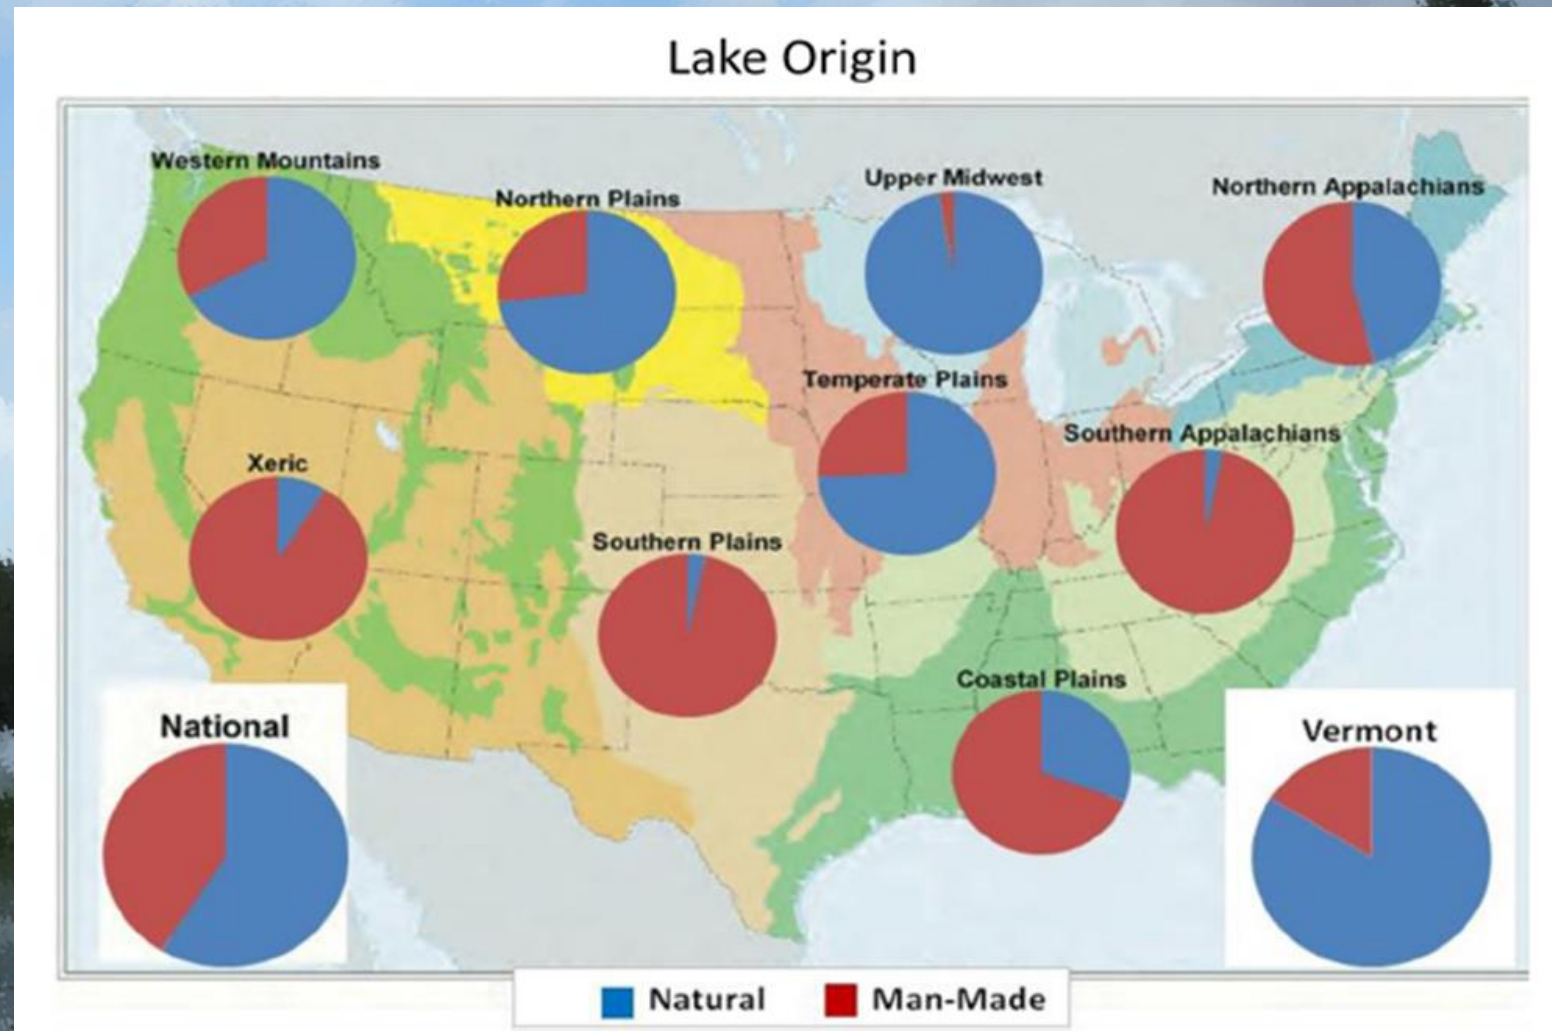 Lake Origin
Western Mountains
Northern Plains
Upper Midwest
Northern Appalachians
Temperate Plains
Southern Appalachians
Xeric
Southern Plains
Coastal Plains
National
Vermont
Natural
Man-Made